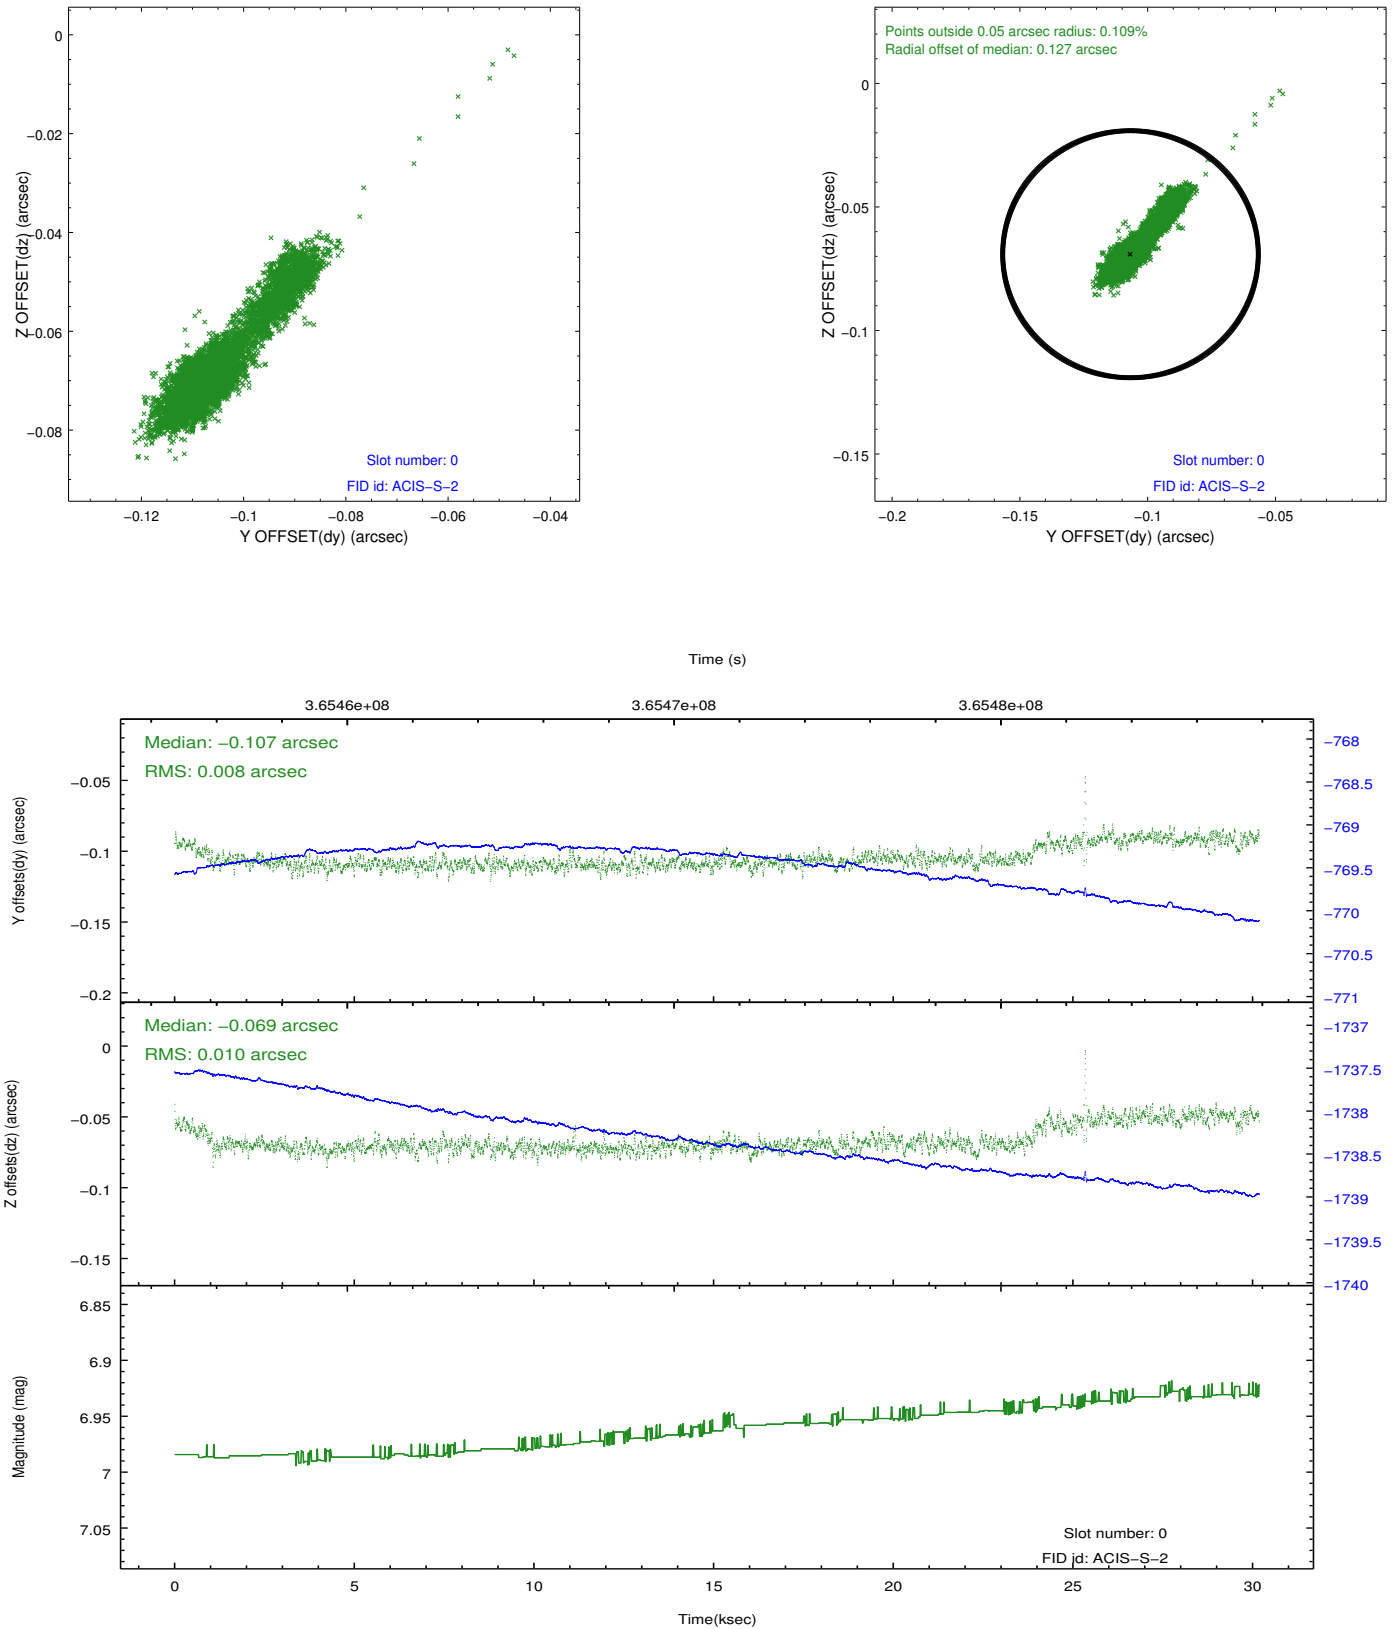 0
−0.02
−0.04
−0.06
−0.08
Z OFFSET(dz) (arcsec)
Slot number: 0
FID id: ACIS−S−2
−0.12 −0.1 −0.08 −0.06 −0.04
Y OFFSET(dy) (arcsec)
Points outside 0.05 arcsec radius: 0.109%
Radial offset of median: 0.127 arcsec
0
−0.05
−0.1
−0.15
Z OFFSET(dz) (arcsec)
Slot number: 0
FID id: ACIS−S−2
−0.2 −0.15 −0.1 −0.05
Y OFFSET(dy) (arcsec)
Time (s)
3.6546e+08 3.6547e+08 3.6548e+08
Median: −0.107 arcsec
RMS: 0.008 arcsec
−0.05
−0.1
−0.15
−0.2
Y offsets(dy) (arcsec)
−768
−768.5
−769
−769.5
−770
−770.5
−771
Median: −0.069 arcsec
RMS: 0.010 arcsec
0
−0.05
−0.1
−0.15
Z offsets(dz) (arcsec)
−1737
−1737.5
−1738
−1738.5
−1739
−1739.5
−1740
6.85
6.9
6.95
7
7.05
Magnitude (mag)
Slot number: 0
FID id: ACIS−S−2
0 5 10 15 20 25 30
Time(ksec)